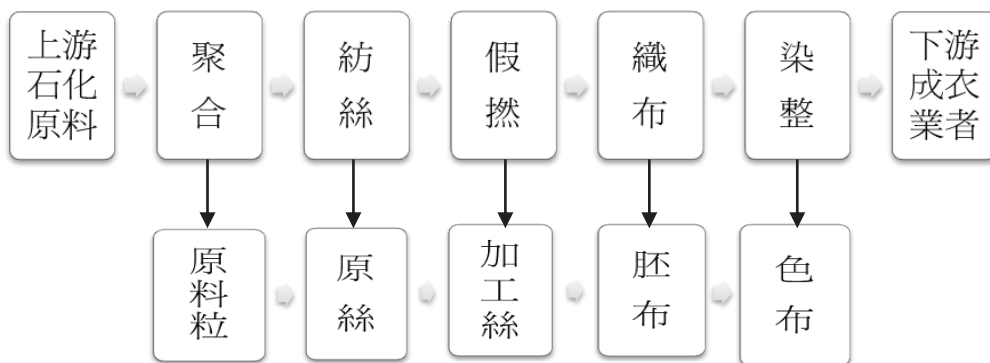 上游
石化
原料
聚
合
紡
絲
假
撚
織
布
染
整
下游
成衣
業者
原
料
粒
原
絲
加
工
絲
胚
布
色
布